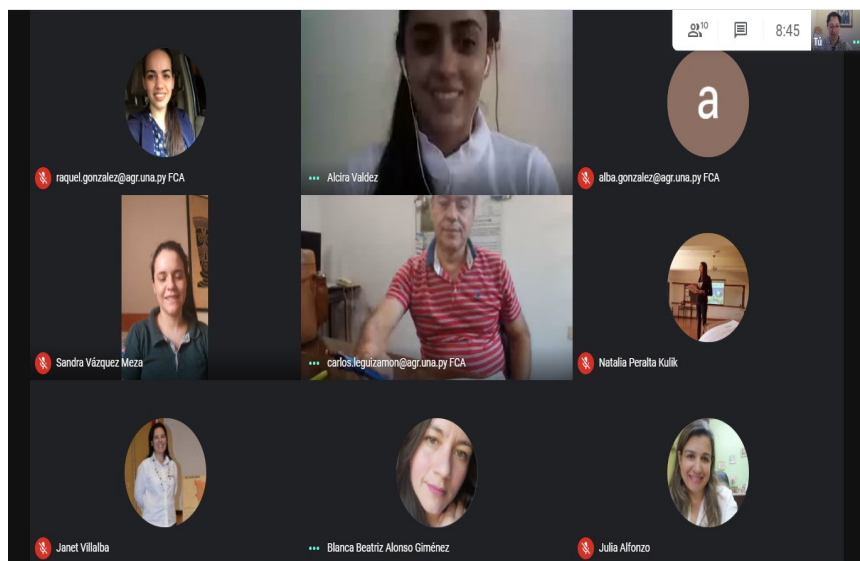 10
8:45
Tú
a
raquel.gonzalez@agr.una.py FCA
Alcira Valdez
alba.gonzalez@agr.una.py FCA
Sandra Vázquez Meza
carlos.leguizamon@agr.una.py FCA
Natalia Peralta Kulik
Janet Villalba
Blanca Beatriz Alonso Giménez
Julia Alfonzo